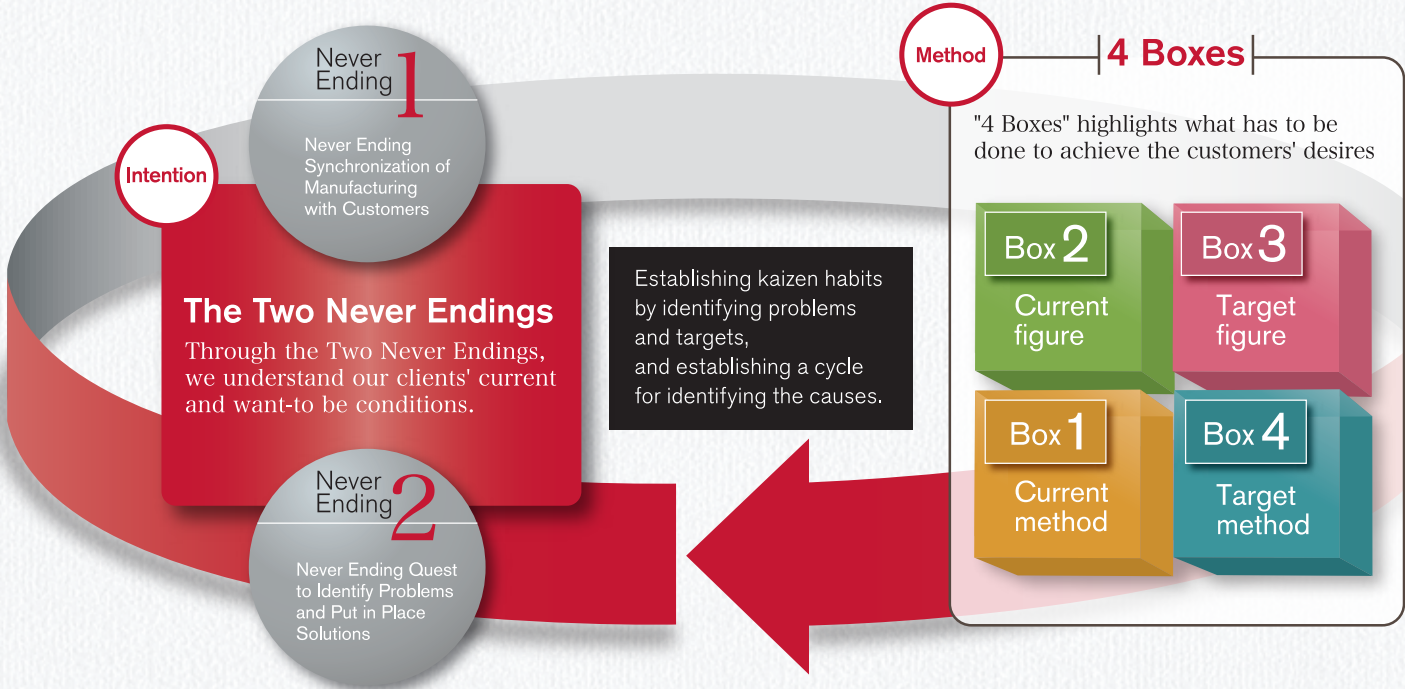 Never
Ending 1
Never Ending
Synchronization of
Manufacturing
with Customers
Intention
The Two Never Endings
Through the Two Never Endings,
we understand our clients' current
and want-to be conditions.
Never
Ending 2
Never Ending Quest
to Identify Problems
and Put in Place
Solutions
Establishing kaizen habits
by identifying problems
and targets,
and establishing a cycle
for identifying the causes.
Method
4 Boxes
"4 Boxes" highlights what has to be
done to achieve the customers' desires
Box 2
Current
figure
Box 3
Target
figure
Box 1
Current
method
Box 4
Target
method